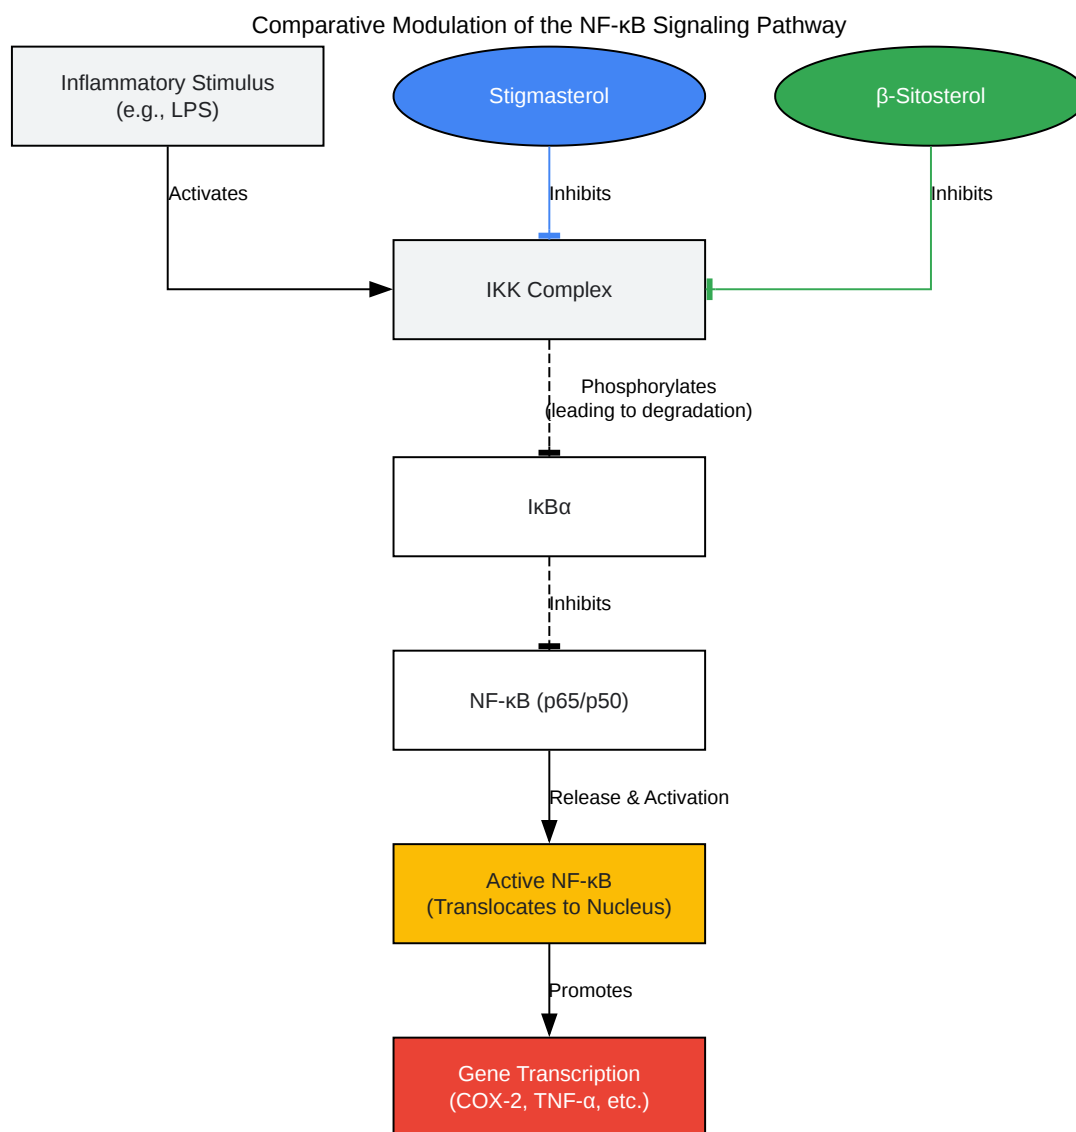 Comparative Modulation of the NF-κB Signaling Pathway
Inflammatory Stimulus
(e.g., LPS)
Stigmasterol
β-Sitosterol
Activates
Inhibits
Inhibits
IKK Complex
Phosphorylates
(leading to degradation)
IκBα
Inhibits
NF-κB (p65/p50)
Release & Activation
Active NF-κB
(Translocates to Nucleus)
Promotes
Gene Transcription
(COX-2, TNF-α, etc.)